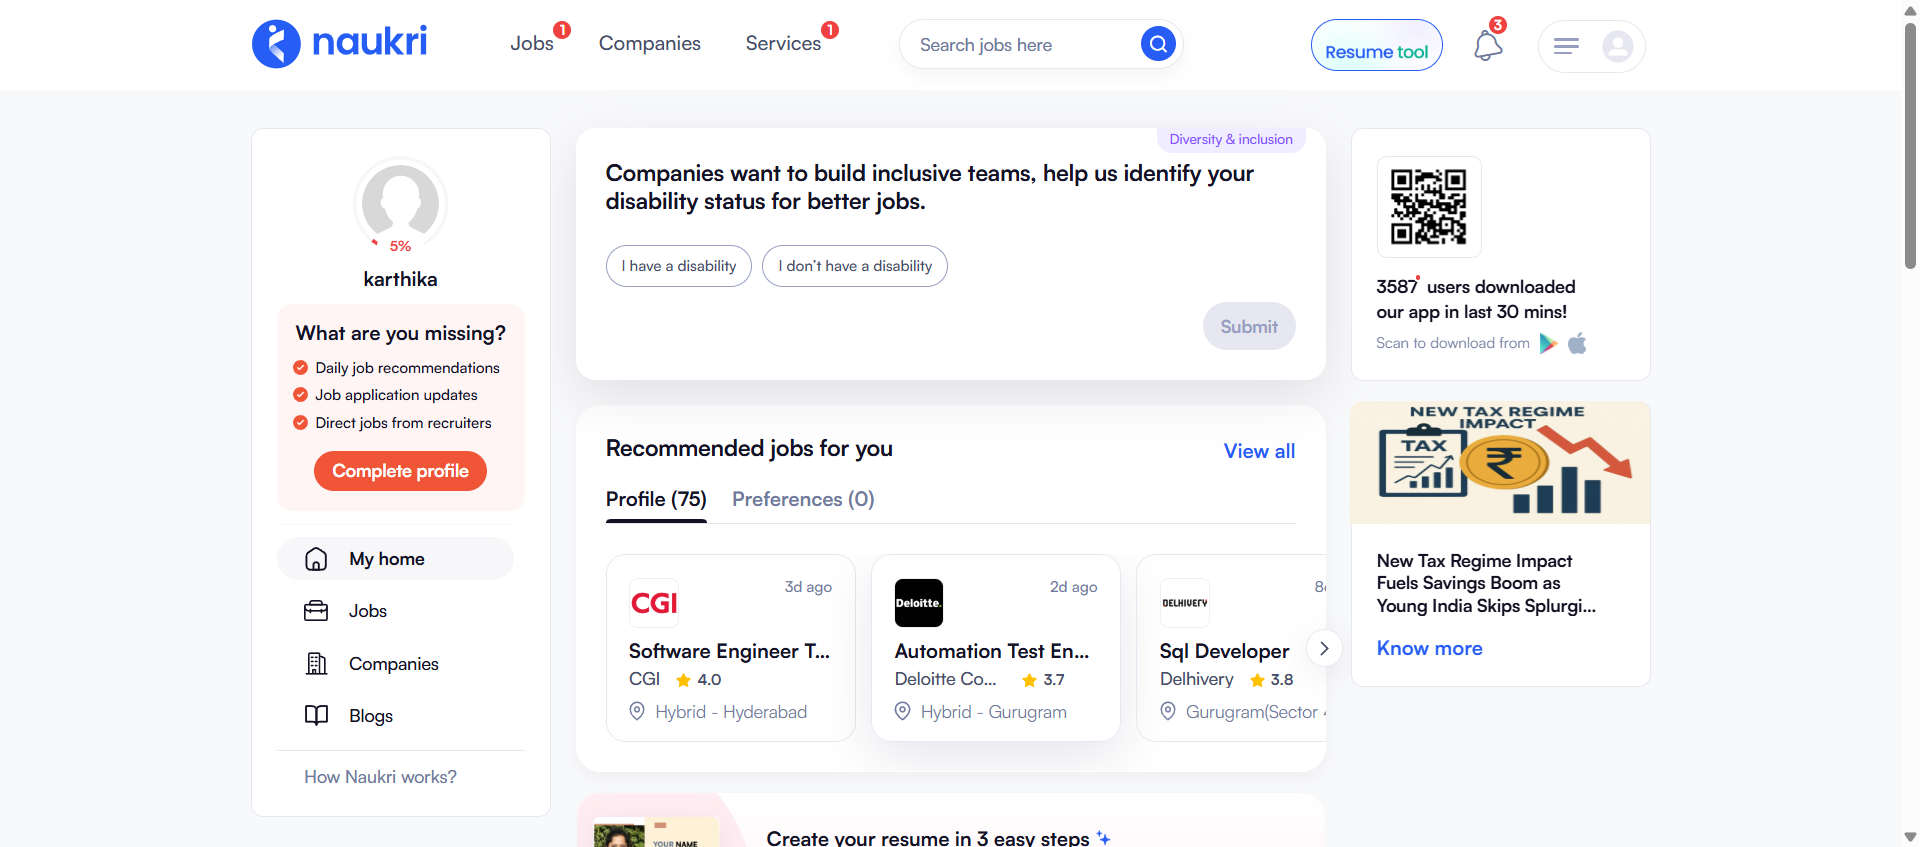 naukri
Jobs
1
Companies
Services
1
Search jobs here
Resume tool
3
5%
karthika
What are you missing?
Daily job recommendations
Job application updates
Direct jobs from recruiters
Complete profile
My home
Jobs
Companies
Blogs
How Naukri works?
Diversity & inclusion
Companies want to build inclusive teams, help us identify your
disability status for better jobs.
I have a disability
I don't have a disability
Submit
Recommended jobs for you
View all
Profile (75)
Preferences (0)
CGI
3d ago
Software Engineer T...
CGI
4.0
Hybrid - Hyderabad
Deloitte.
2d ago
Automation Test En...
Deloitte Co...
3.7
Hybrid - Gurugram
DELHIVERY
8
Sql Developer
Delhivery
3.8
Gurugram(Sector
YOUR NAME
Create your resume in 3 easy steps
3587 users downloaded
our app in last 30 mins!
Scan to download from
NEW TAX REGIME
IMPACT
TAX
₹
New Tax Regime Impact
Fuels Savings Boom as
Young India Skips Splurgi...
Know more